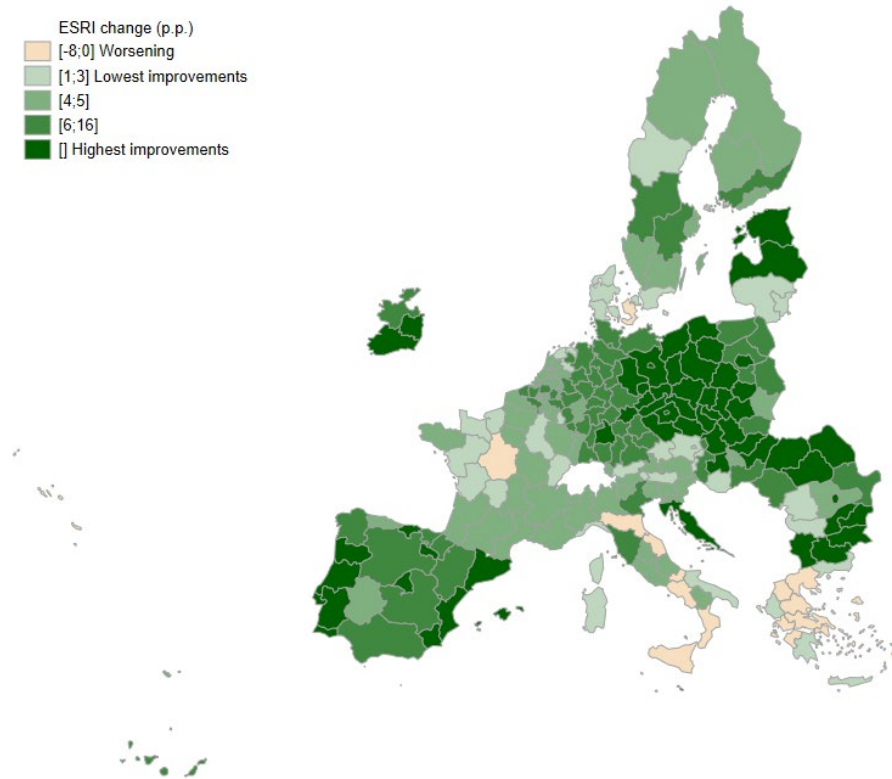 ESRI change (p.p.)
[-8;0] Worsening
[1;3] Lowest improvements
[4;5]
[6;16]
[] Highest improvements